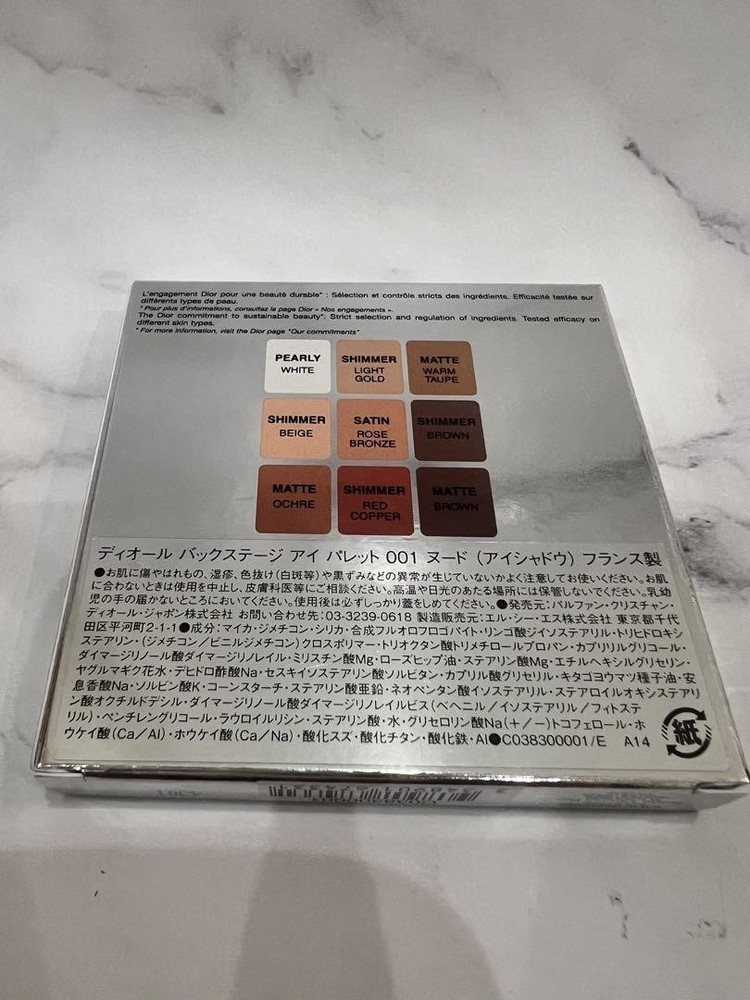 L'engagement Dior pour une beauté durable* : Sélection et contrôle stricts des ingrédients. Efficacité testée sur
différents types de peau.
* Pour plus d'informations, consultez la page Dior « Nos engagements ».
The Dior commitment to sustainable beauty*: Strict selection and regulation of ingredients. Tested efficacy on
different skin types.
* For more information, visit the Dior page "Our commitments"
PEARLY
WHITE
SHIMMER
LIGHT
GOLD
MATTE
WARM
TAUPE
SHIMMER
BEIGE
SATIN
ROSE
BRONZE
SHIMMER
BROWN
MATTE
OCHRE
SHIMMER
RED
COPPER
MATTE
BROWN
ディオール バックステージ アイ パレット 001 ヌード (アイシャドウ) フランス製
●お肌に傷やはれもの、湿疹、色抜け(白斑等)や黒ずみなどの異常が生じていないかよく注意してお使いください。お肌
に合わないときは使用を中止し、皮膚科医等にご相談ください。高温や日光のあたる場所には保管しないでください。乳幼
児の手の届かないところにおいてください。使用後は必ずしっかり蓋をしめてください。●発売元:パルファン・クリスチャン・
ディオール・ジャポン株式会社 お問い合わせ先:03-3239-0618 製造販売元:エル・シー・エス株式会社 東京都千代
田区平河町2-1-1●成分:マイカ・ジメチコン・シリカ・合成フルオロフロゴパイト・リンゴ酸ジイソステアリル・トリヒドロキシ
ステアリン・(ジメチコン/ビニルジメチコン)クロスポリマー・トリオクタン酸トリメチロールプロパン・カプリリルグリコール・
ダイマージリノール酸ダイマージリノレイル・ミリスチン酸Mg・ローズヒップ油・ステアリン酸Mg・エチルヘキシルグリセリン・
ヤグルマギク花水・デヒドロ酢酸Na・セスキイソステアリン酸ソルビタン・カプリル酸グリセリル・キタゴヨウマツ種子油・安
息香酸Na・ソルビン酸K・コーンスターチ・ステアリン酸亜鉛・ネオペンタン酸イソステアリル・ステアロイルオキシステアリ
ン酸オクチルドデシル・ダイマージリノール酸ダイマージリノレイルビス(ベヘニル/イソステアリル/フィトステ
リル)・ペンチレングリコール・ラウロイルリシン・ステアリン酸・水・グリセロリン酸Na(+/−)トコフェロール・ホ
ウケイ酸(Ca/Al)・ホウケイ酸(Ca/Na)・酸化スズ・酸化チタン・酸化鉄・Al●C038300001/E A14
紙